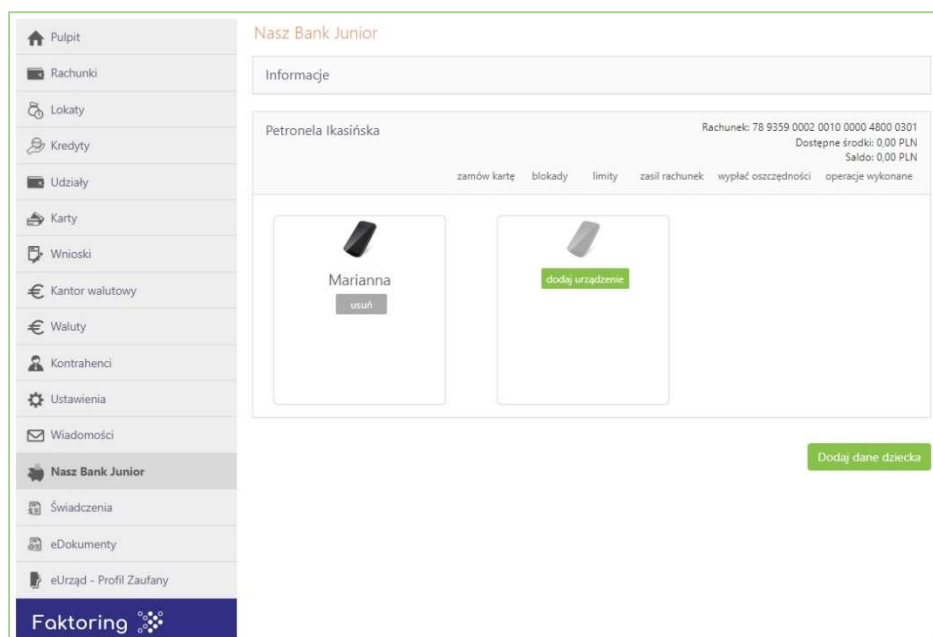 Pulpit
Rachunki
Lokaty
Kredyty
Udziały
Karty
Wnioski
Kantor walutowy
Waluty
Kontrahenci
Ustawienia
Wiadomości
Nasz Bank Junior
Świadczenia
eDokumenty
eUrząd - Profil Zaufany
Faktoring
Nasz Bank Junior
Informacje
Petronela Ikasińska
Rachunek: 78 9359 0002 0010 0000 4800 0301
Dostępne środki: 0,00 PLN
Saldo: 0,00 PLN
zamów kartę blokady limity zasil rachunek wypłać oszczędności operacje wykonane
Marianna
usuń
dodaj urządzenie
Dodaj dane dziecka